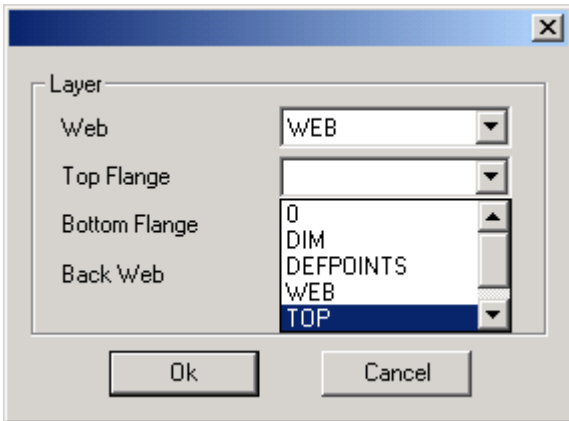 Layer
Web WEB
Top Flange
0
Bottom Flange DIM
DEFPOINTS
Back Web WEB
TOP
Ok Cancel